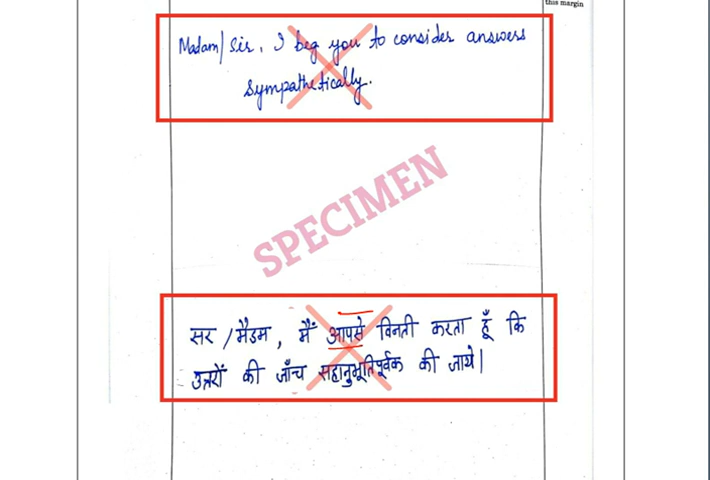 this margin
Madam/Sir, I beg you to consider answers
sympathetically.
SPECIMEN
सर /मैडम, मैं आपसे विनती करता हूँ कि
उत्तरों की जाँच सहानुभूतिपूर्वक की जाये|